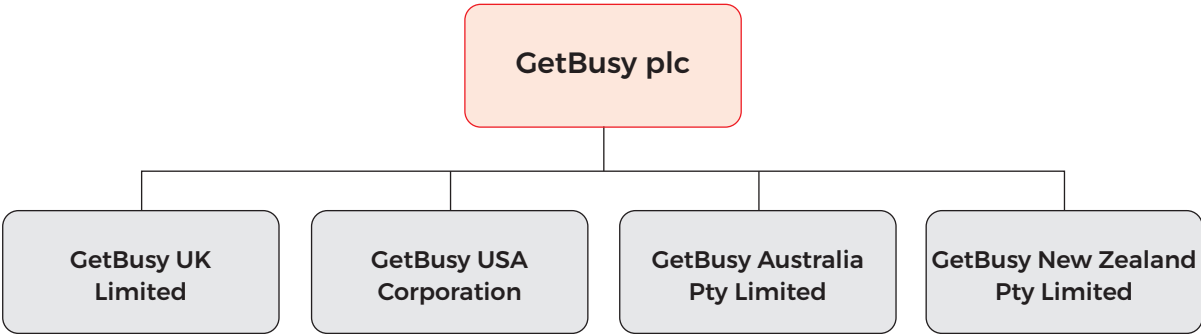 GetBusy plc
GetBusy UK
Limited
GetBusy USA
Corporation
GetBusy Australia
Pty Limited
GetBusy New Zealand
Pty Limited